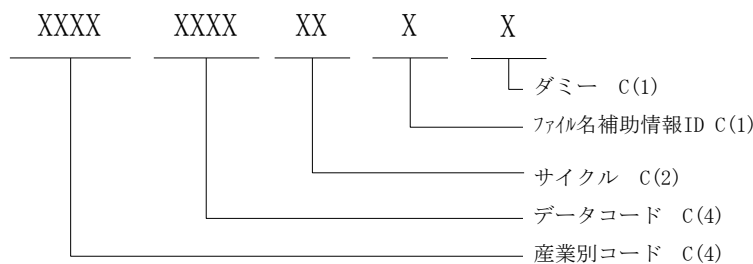 XXXX XXXX XX X X
ダミー C(1)
ﾌｧｲﾙ名補助情報ID C(1)
サイクル C(2)
データコード C(4)
産業別コード C(4)